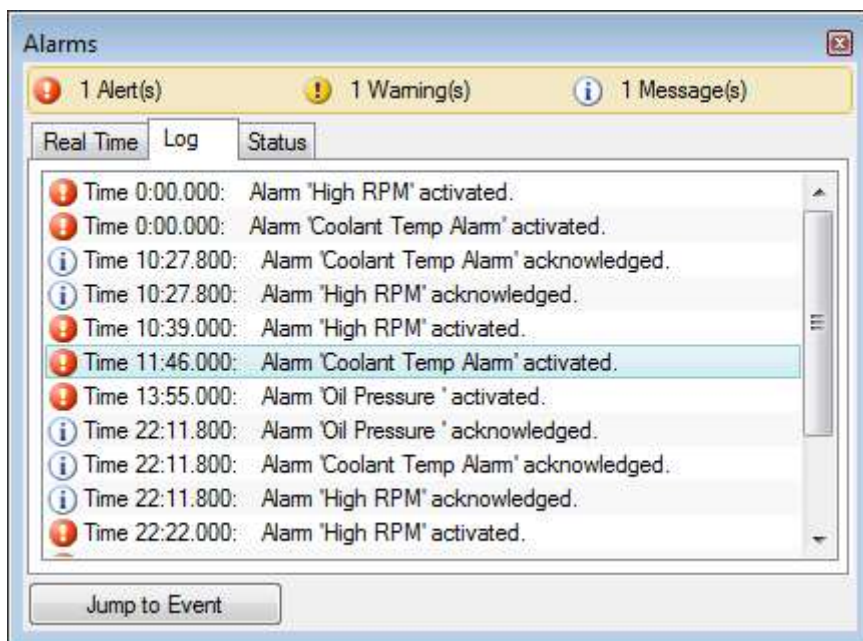 Alarms
1 Alert(s) 1 Warning(s) 1 Message(s)
Real Time Log Status
Time 0:00.000: Alarm 'High RPM' activated.
Time 0:00.000: Alarm 'Coolant Temp Alarm' activated.
Time 10:27.800: Alarm 'Coolant Temp Alarm' acknowledged.
Time 10:27.800: Alarm 'High RPM' acknowledged.
Time 10:39.000: Alarm 'High RPM' activated.
Time 11:46.000: Alarm 'Coolant Temp Alarm' activated.
Time 13:55.000: Alarm 'Oil Pressure ' activated.
Time 22:11.800: Alarm 'Oil Pressure ' acknowledged.
Time 22:11.800: Alarm 'Coolant Temp Alarm' acknowledged.
Time 22:11.800: Alarm 'High RPM' acknowledged.
Time 22:22.000: Alarm 'High RPM' activated.
Jump to Event